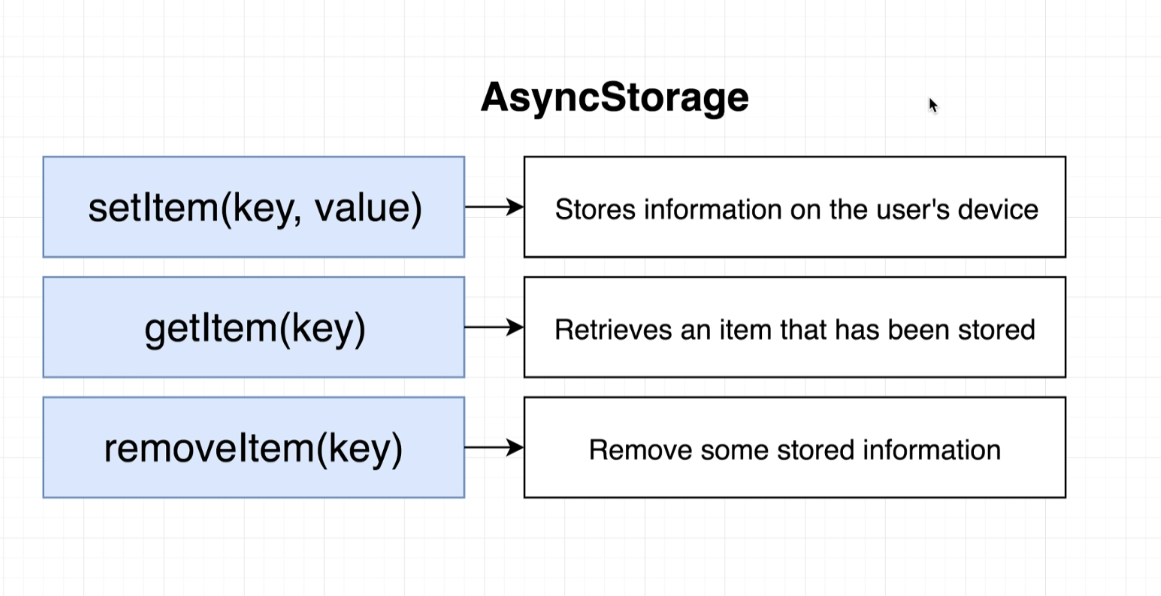 AsyncStorage
setItem(key, value)
Stores information on the user's device
getItem(key)
Retrieves an item that has been stored
removeItem(key)
Remove some stored information